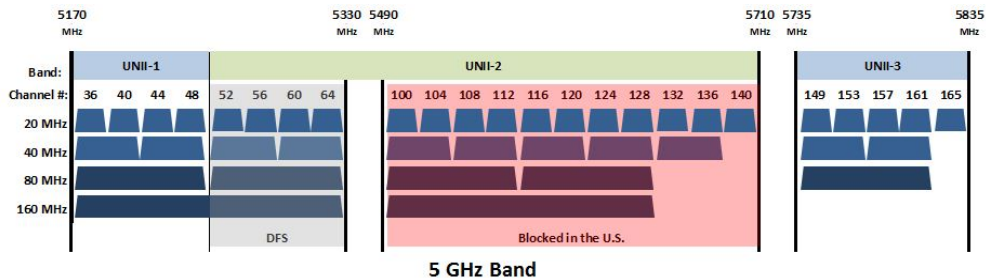 5170 5330 5490 5710 5735 5835
MHz MHz MHz MHz MHz MHz
Band: UNII-1 UNII-2 UNII-3
Channel #: 36 40 44 48 52 56 60 64 100 104 108 112 116 120 124 128 132 136 140 149 153 157 161 165
20 MHz
40 MHz
80 MHz
160 MHz
DFS Blocked in the U.S.
5 GHz Band